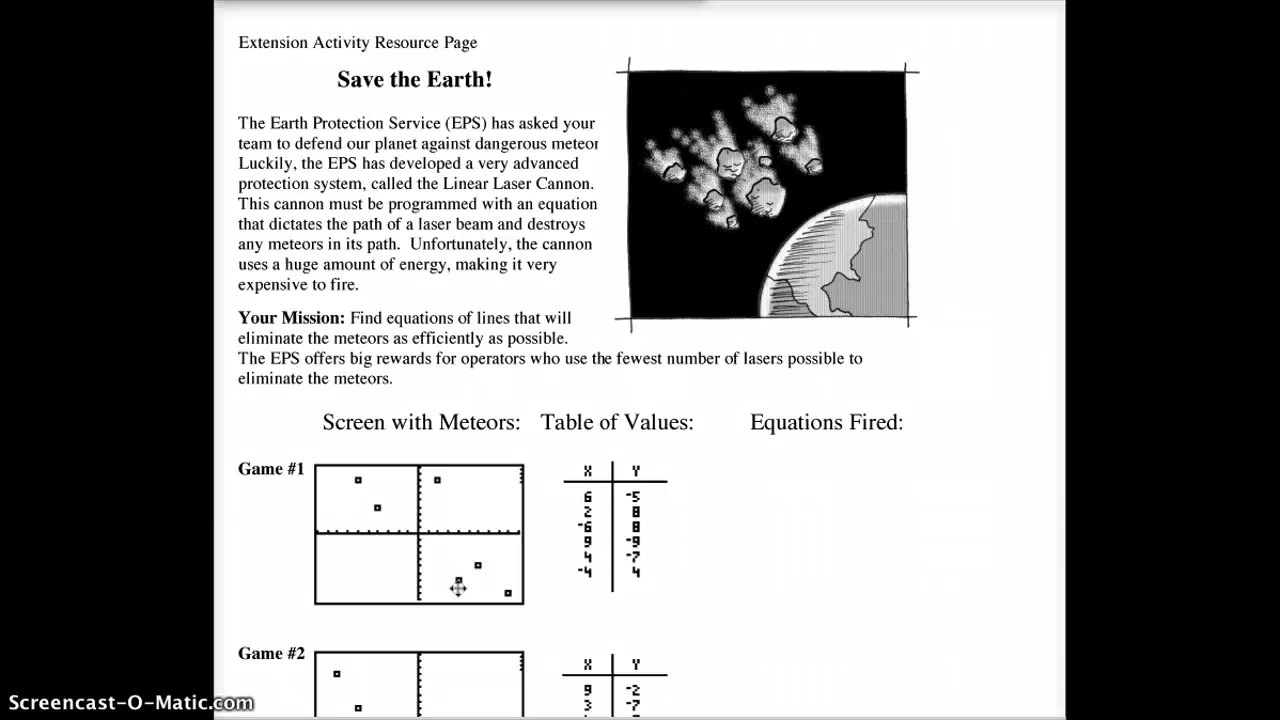 Extension Activity Resource Page
Save the Earth!
The Earth Protection Service (EPS) has asked your
team to defend our planet against dangerous meteor
Luckily, the EPS has developed a very advanced
protection system, called the Linear Laser Cannon.
This cannon must be programmed with an equation
that dictates the path of a laser beam and destroys
any meteors in its path. Unfortunately, the cannon
uses a huge amount of energy, making it very
expensive to fire.
Your Mission: Find equations of lines that will
eliminate the meteors as efficiently as possible.
The EPS offers big rewards for operators who use the fewest number of lasers possible to
eliminate the meteors.
Screen with Meteors: Table of Values: Equations Fired:
Game #1
X Y
6 -5
2 8
-6 8
9 -9
4 -7
-4 4
Game #2
X Y
9 -2
3 -7
Screencast-O-Matic.com